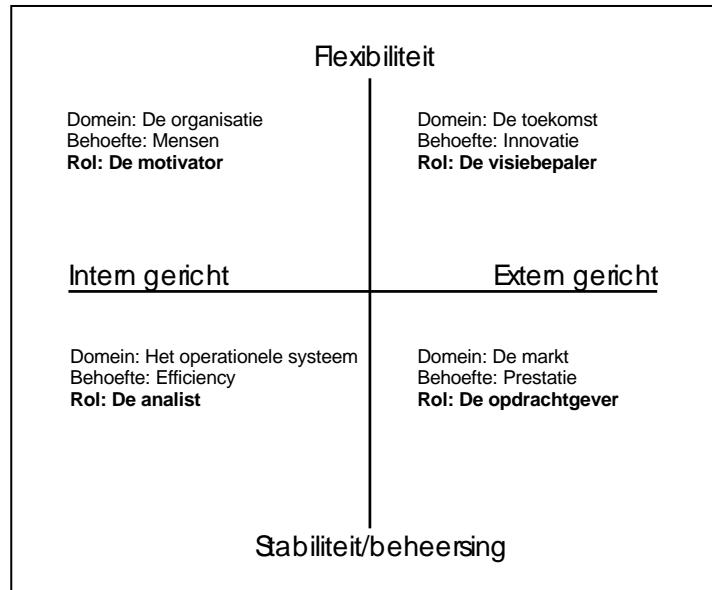 Flexibiliteit
Domein: De organisatie
Behoefte: Mensen
Rol: De motivator
Domein: De toekomst
Behoefte: Innovatie
Rol: De visiebepaler
Intern gericht
Extern gericht
Domein: Het operationele systeem
Behoefte: Efficiency
Rol: De analist
Domein: De markt
Behoefte: Prestatie
Rol: De opdrachtgever
Stabiliteit/beheersing